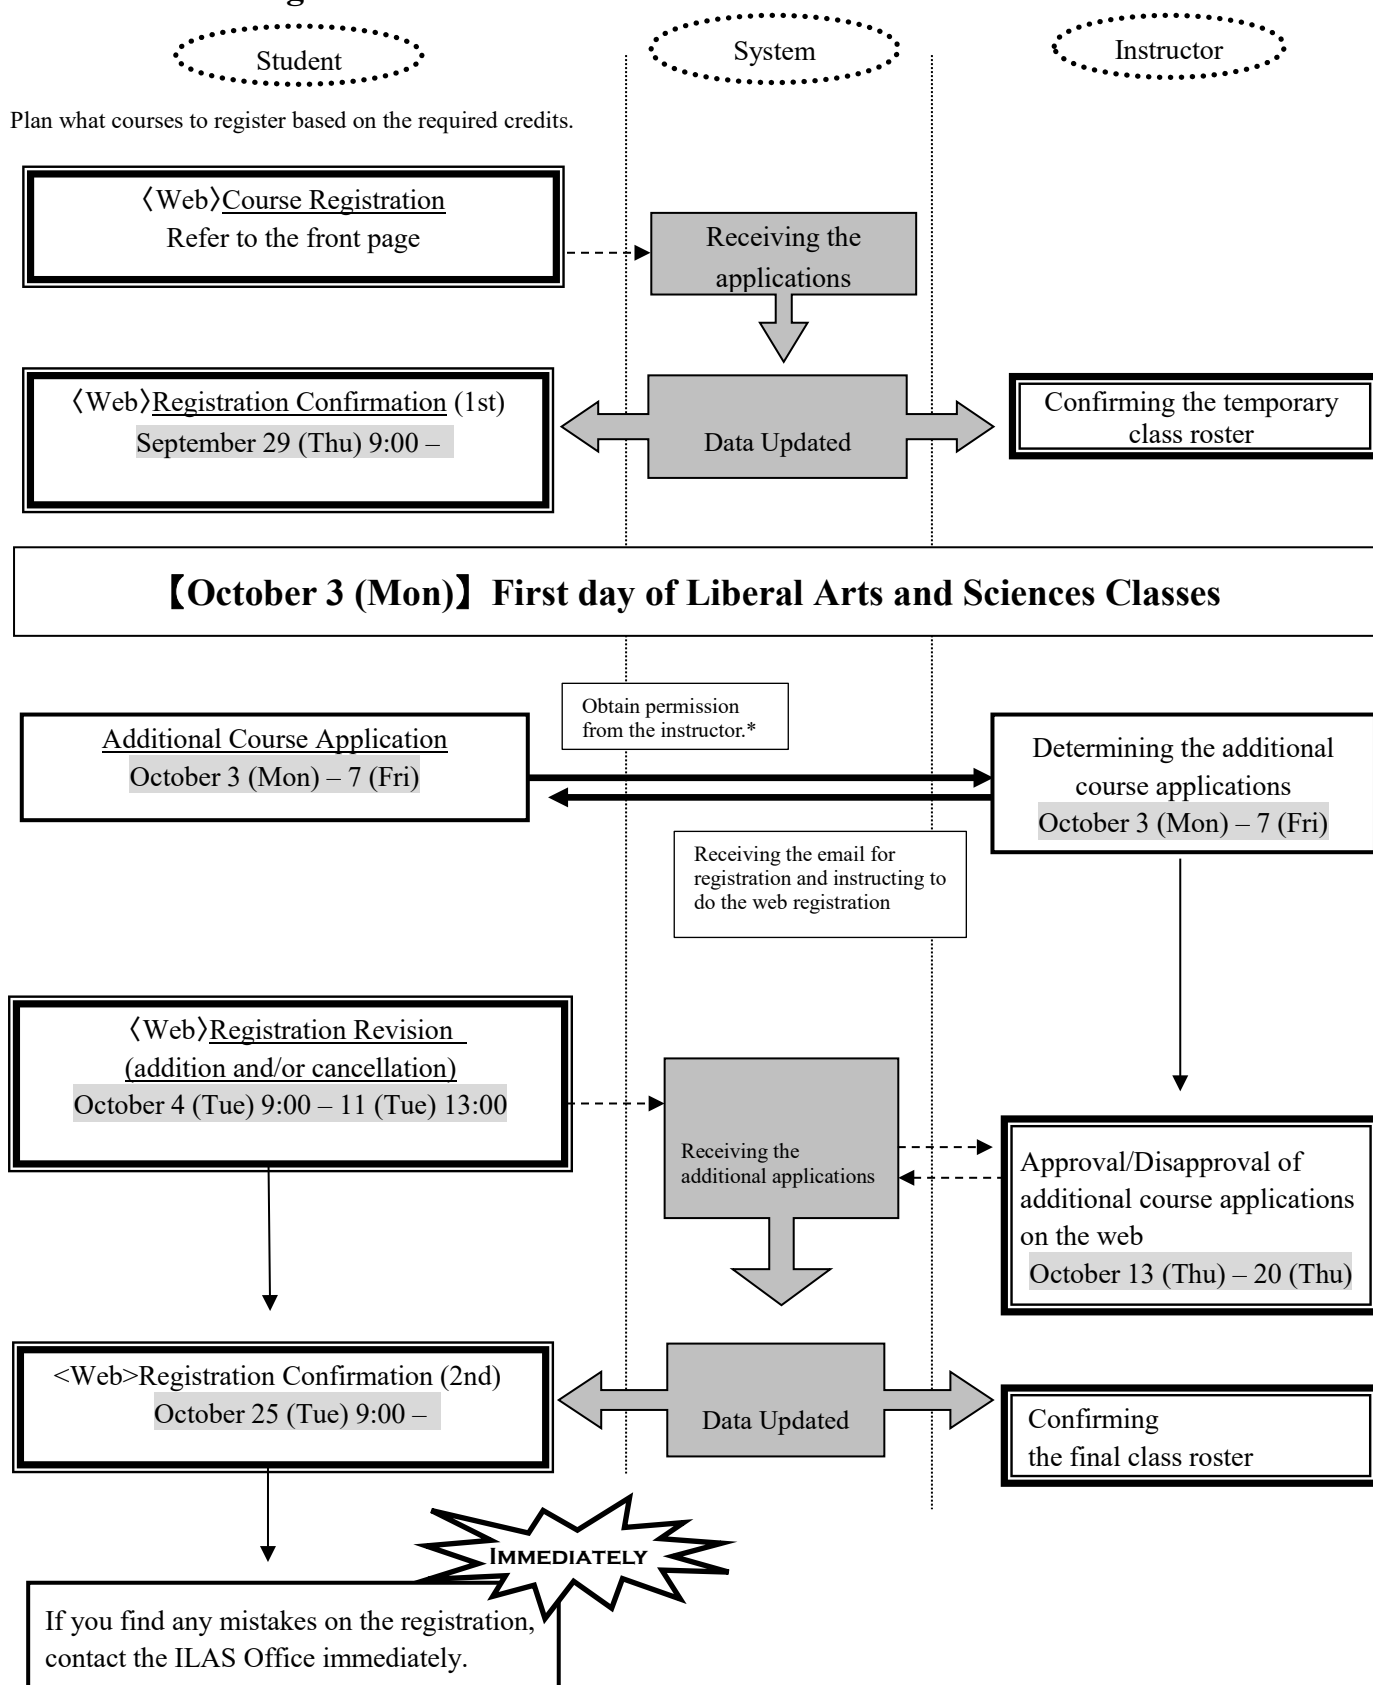 Student
System
Instructor
Plan what courses to register based on the required credits.
〈Web〉Course Registration
Refer to the front page
Receiving the
applications
〈Web〉Registration Confirmation (1st)
September 29 (Thu) 9:00 –
Data Updated
Confirming the temporary
class roster
【October 3 (Mon)】First day of Liberal Arts and Sciences Classes
Obtain permission
from the instructor.*
Additional Course Application
October 3 (Mon) – 7 (Fri)
Determining the additional
course applications
October 3 (Mon) – 7 (Fri)
Receiving the email for
registration and instructing to
do the web registration
〈Web〉Registration Revision
(addition and/or cancellation)
October 4 (Tue) 9:00 – 11 (Tue) 13:00
Receiving the
additional applications
Approval/Disapproval of
additional course applications
on the web
October 13 (Thu) – 20 (Thu)
<Web>Registration Confirmation (2nd)
October 25 (Tue) 9:00 –
Data Updated
Confirming
the final class roster
IMMEDIATELY
If you find any mistakes on the registration,
contact the ILAS Office immediately.